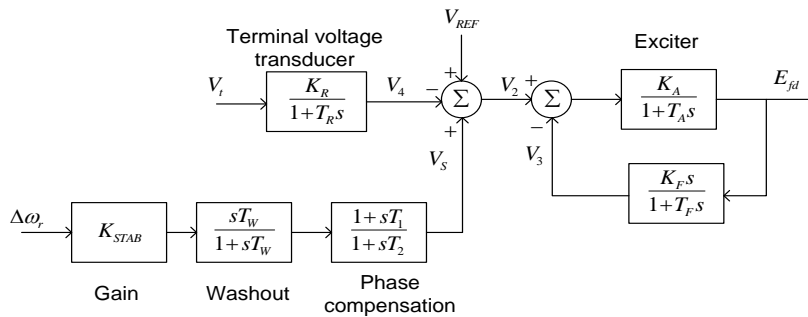 V_REF
Terminal voltage
transducer
Exciter
V_t
K_R
1+T_R s
V_4
+
−
Σ
+
V_2
+
Σ
−
K_A
1+T_A s
E_fd
V_S
V_3
K_F s
1+T_F s
Δω_r
K_STAB
sT_W
1+sT_W
1+sT_1
1+sT_2
Gain
Washout
Phase
compensation